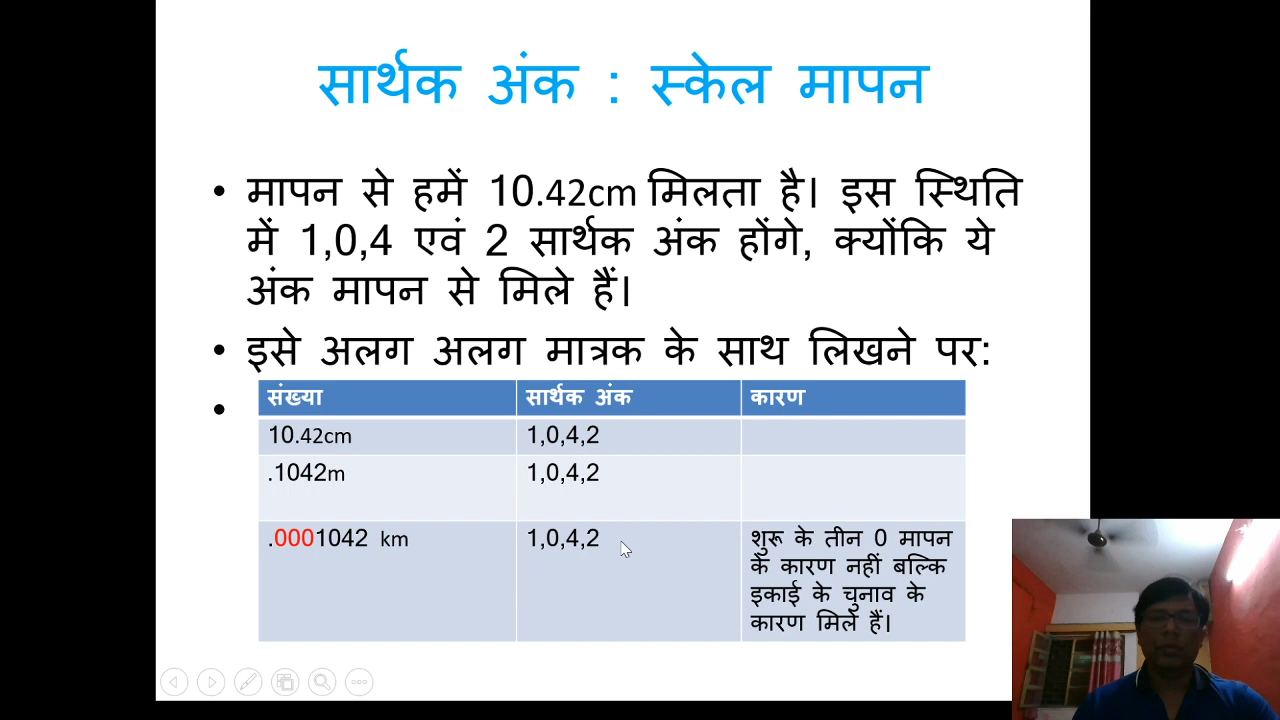 सार्थक अंक : स्केल मापन
• मापन से हमें 10.42cm मिलता है। इस स्थिति
में 1,0,4 एवं 2 सार्थक अंक होंगे, क्योंकि ये
अंक मापन से मिले हैं।
• इसे अलग अलग मात्रक के साथ लिखने पर:
•
संख्या सार्थक अंक कारण
10.42cm 1,0,4,2
.1042m 1,0,4,2
.0001042 km 1,0,4,2 शुरू के तीन 0 मापन
के कारण नहीं बल्कि
इकाई के चुनाव के
कारण मिले हैं।